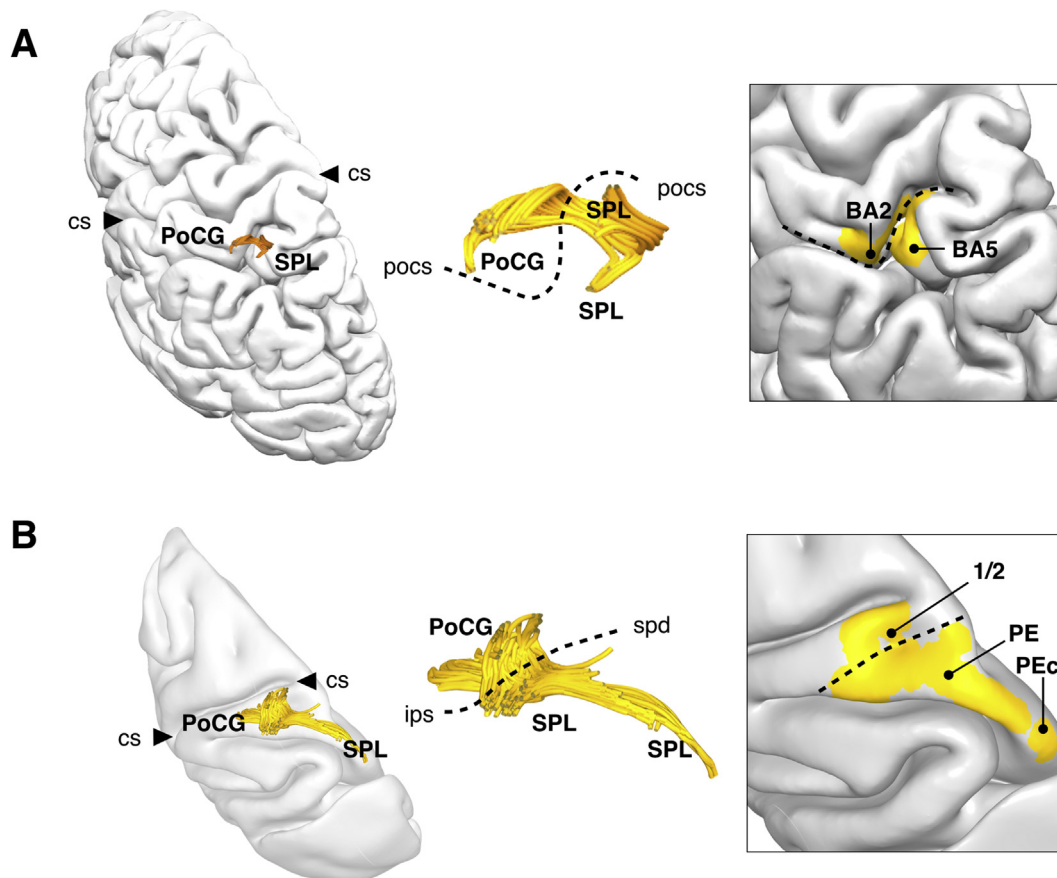 A
cs
cs
PoCG
SPL
pocs
SPL
PoCG
pocs
SPL
BA2
BA5
B
cs
PoCG
cs
SPL
PoCG
spd
ips
SPL
SPL
1/2
PE
PEc